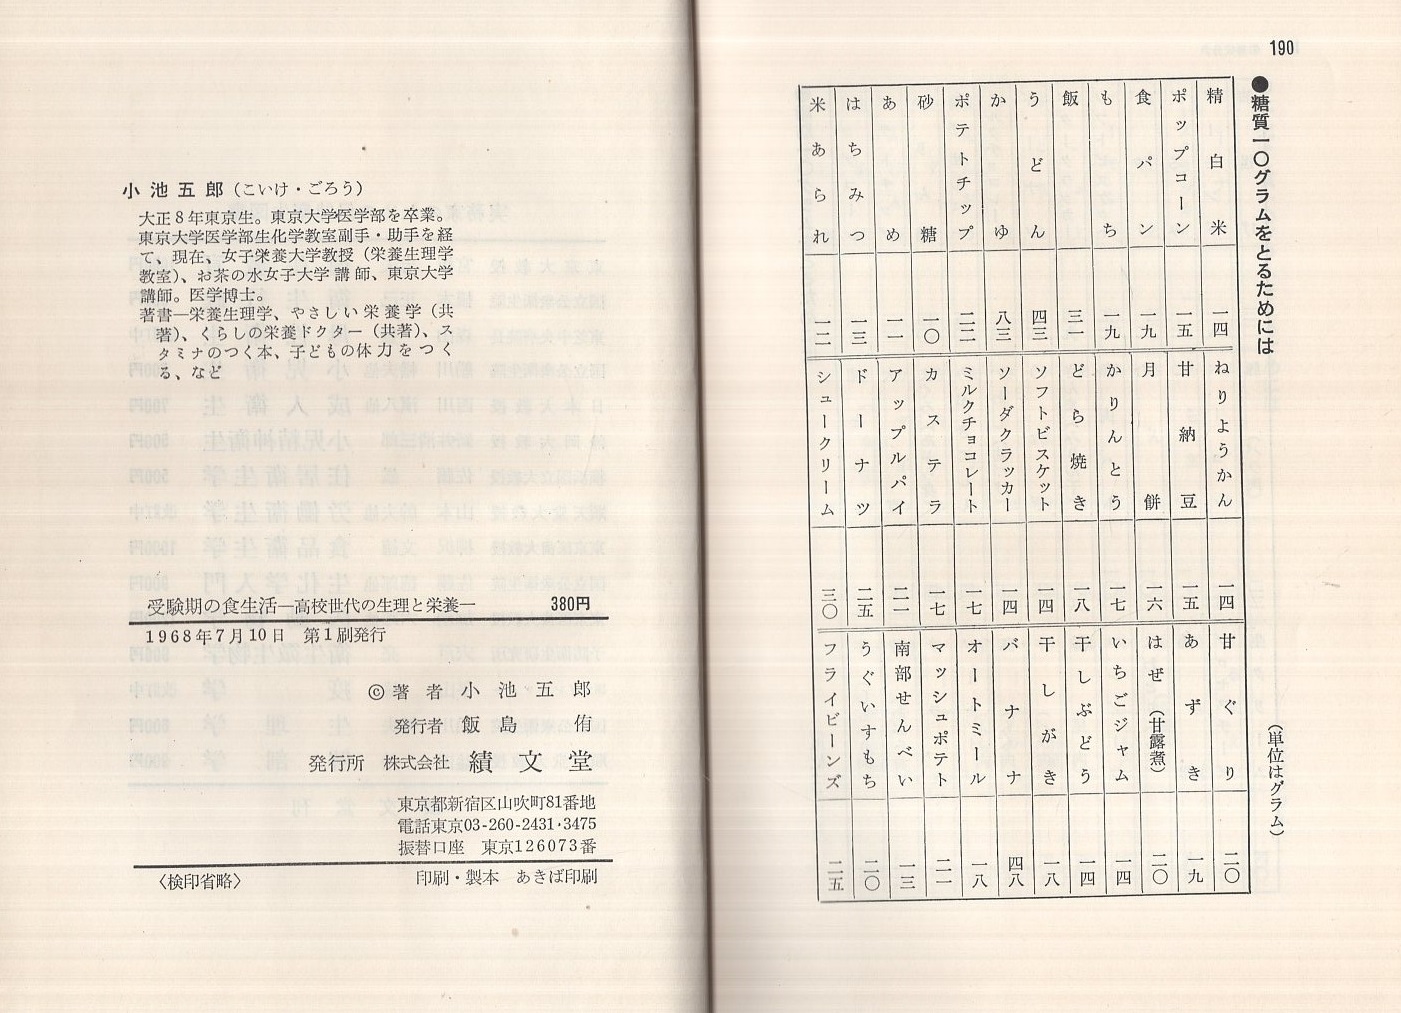 190
●糖質一〇グラムをとるためには
(単位はグラム)
精白米 一四
ポップコーン 一五
食パン 一九
もち 一九
飯 三一
うどん 四三
かゆ 八三
ポテトチップ 二二
砂糖 一〇
あめ 一一
はちみつ 一三
米あられ 一二
ねりようかん 一四
甘納豆 一五
月餅 一六
かりんとう 一七
どら焼き 一八
ソフトビスケット 一四
ソーダクラッカー 一四
ミルクチョコレート 一七
カステラ 一七
アップルパイ 二一
ドーナツ 二五
シュークリーム 三〇
甘ぐり 二〇
あずき 一九
はぜ(甘露煮) 二〇
いちごジャム 一四
干しぶどう 一四
干しがき 一八
バナナ 四八
オートミール 一八
マッシュポテト 二一
南部せんべい 一三
うぐいすもち 二〇
フライビーンズ 二五
小池五郎(こいけ・ごろう)
大正8年東京生。東京大学医学部を卒業。
東京大学医学部生化学教室副手・助手を経
て、現在、女子栄養大学教授(栄養生理学
教室)、お茶の水女子大学講師、東京大学
講師。医学博士。
著書―栄養生理学、やさしい栄養学(共
著)、くらしの栄養ドクター(共著)、ス
タミナのつく本、子どもの体力をつく
る、など
受験期の食生活―高校世代の生理と栄養― 380円
1968年7月10日 第1刷発行
©著者 小池五郎
発行者 飯島 侑
発行所 株式会社 績文堂
東京都新宿区山吹町81番地
電話東京03-260-2431・3475
振替口座 東京126073番
〈検印省略〉 印刷・製本 あきば印刷